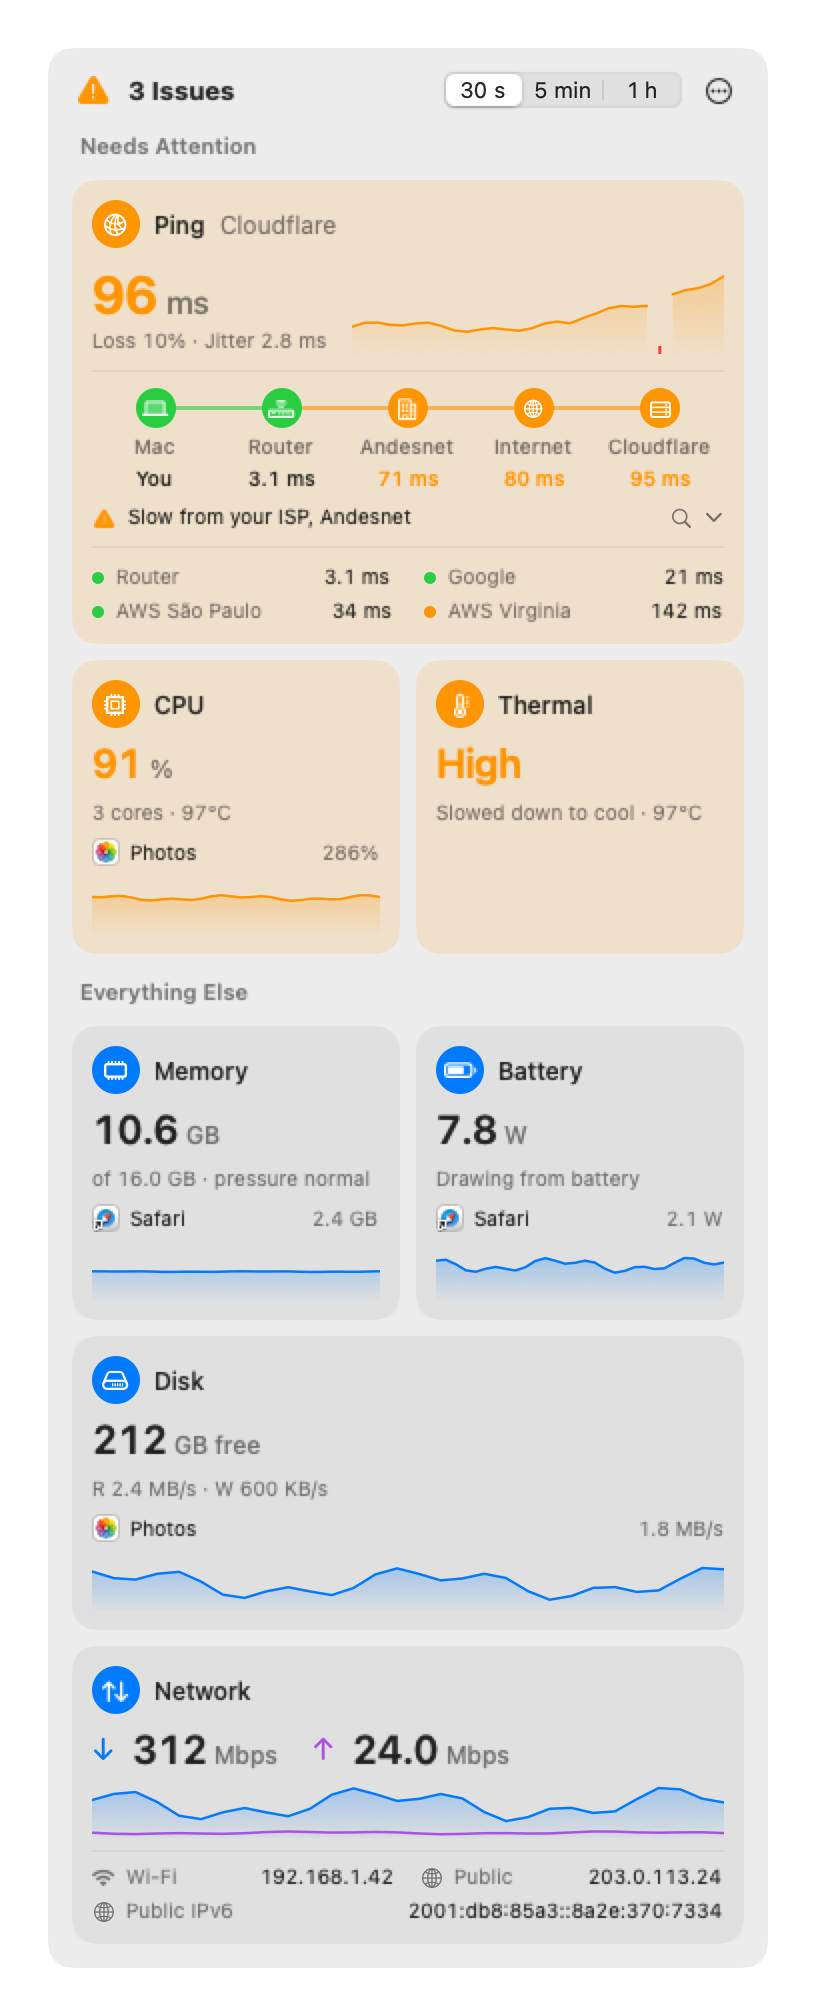 3 Issues
30 s 5 min 1 h
Needs Attention
Ping Cloudflare
96 ms
Loss 10% · Jitter 2.8 ms
Mac Router Andesnet Internet Cloudflare
You 3.1 ms 71 ms 80 ms 95 ms
Slow from your ISP, Andesnet
Router 3.1 ms Google 21 ms
AWS São Paulo 34 ms AWS Virginia 142 ms
CPU
91 %
3 cores · 97°C
Photos 286%
Thermal
High
Slowed down to cool · 97°C
Everything Else
Memory
10.6 GB
of 16.0 GB · pressure normal
Safari 2.4 GB
Battery
7.8 W
Drawing from battery
Safari 2.1 W
Disk
212 GB free
R 2.4 MB/s · W 600 KB/s
Photos 1.8 MB/s
Network
↓ 312 Mbps ↑ 24.0 Mbps
Wi-Fi 192.168.1.42 Public 203.0.113.24
Public IPv6 2001:db8:85a3::8a2e:370:7334